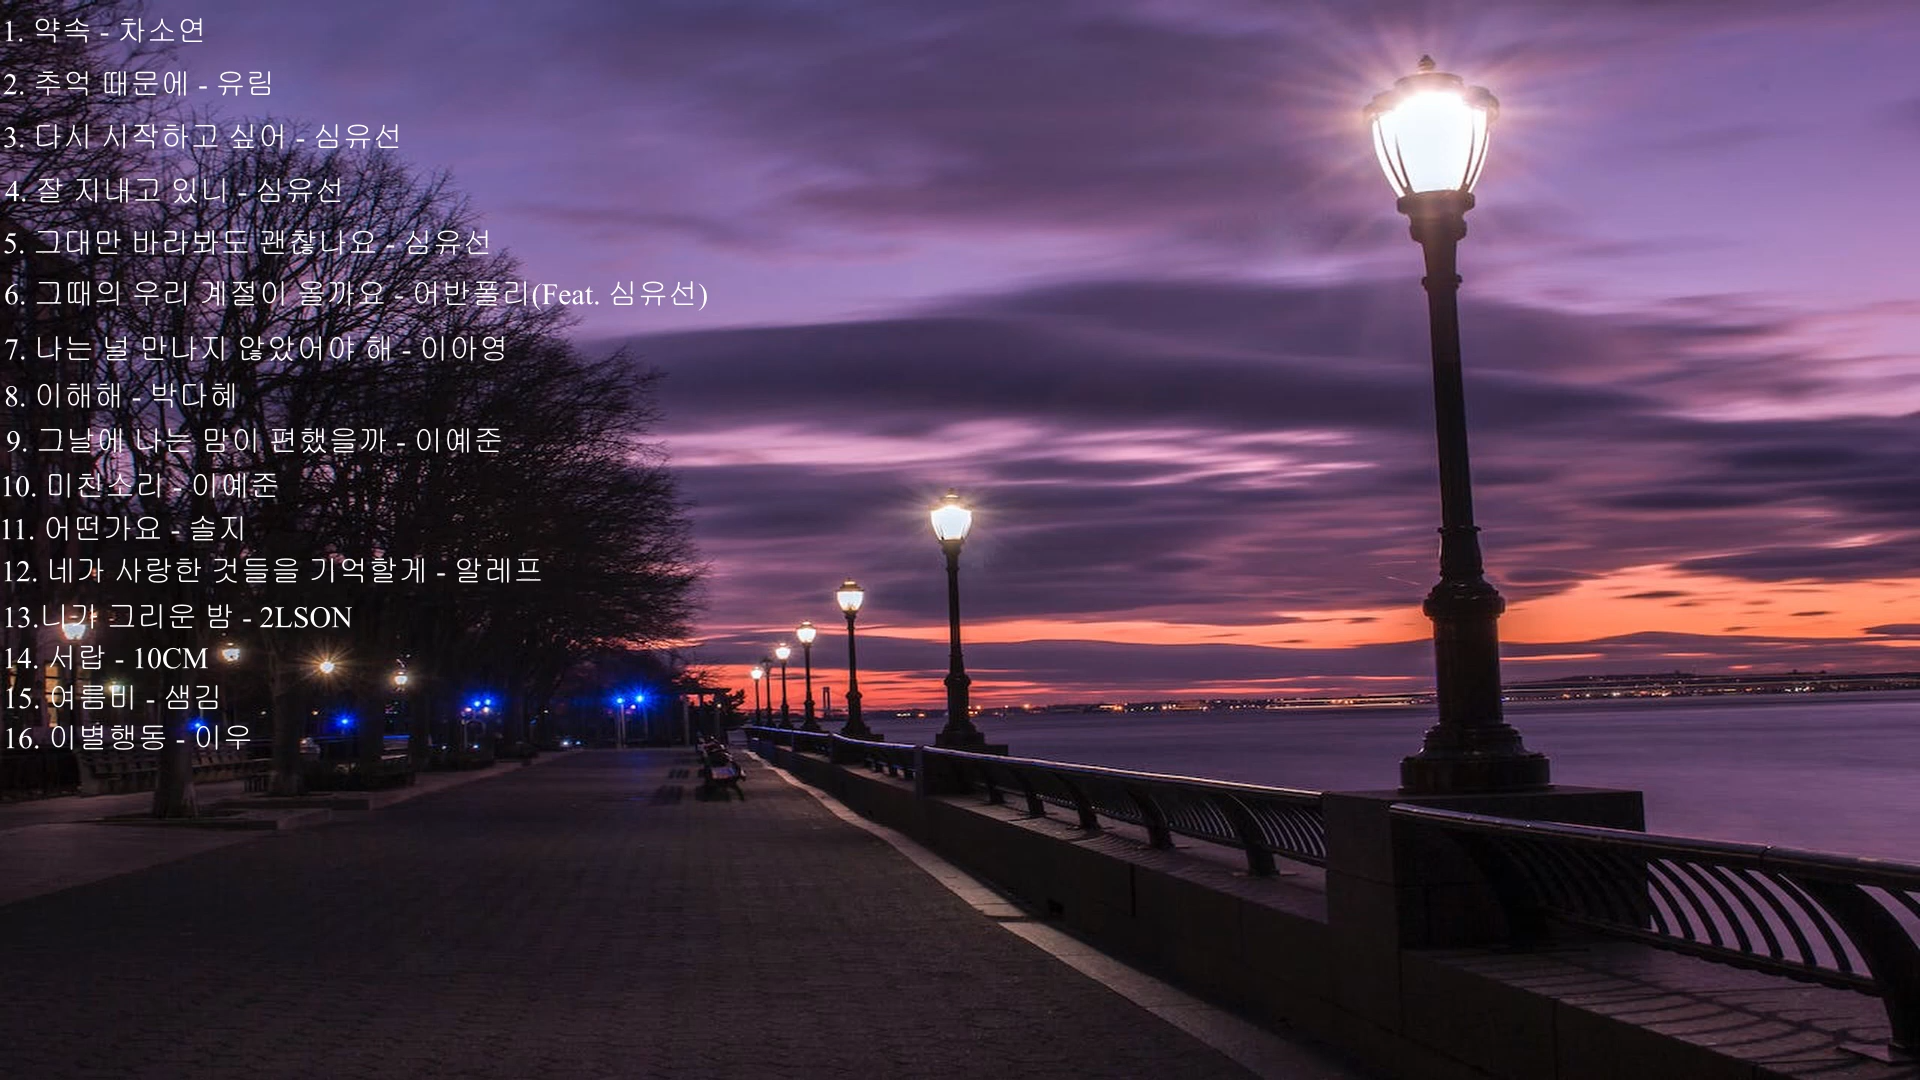 1. 약속 - 차소연
2. 추억 때문에 - 유림
3. 다시 시작하고 싶어 - 심유선
4. 잘 지내고 있니 - 심유선
5. 그대만 바라봐도 괜찮나요 - 심유선
6. 그때의 우리 계절이 올까요 - 어반폴리(Feat. 심유선)
7. 나는 널 만나지 않았어야 해 - 이아영
8. 이해해 - 박다혜
9. 그날에 나는 맘이 편했을까 - 이예준
10. 미친소리 - 이예준
11. 어떤가요 - 솔지
12. 네가 사랑한 것들을 기억할게 - 알레프
13.니가 그리운 밤 - 2LSON
14. 서랍 - 10CM
15. 여름비 - 샘김
16. 이별행동 - 이우